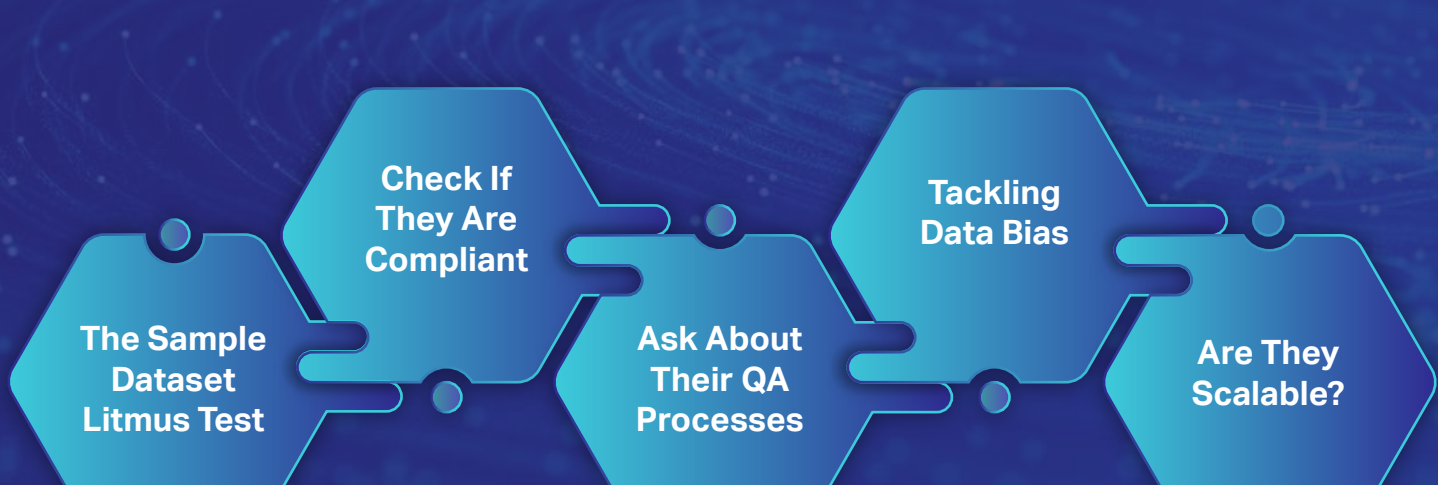 The Sample
Dataset
Litmus Test
Check If
They Are
Compliant
Ask About
Their QA
Processes
Tackling
Data Bias
Are They
Scalable?